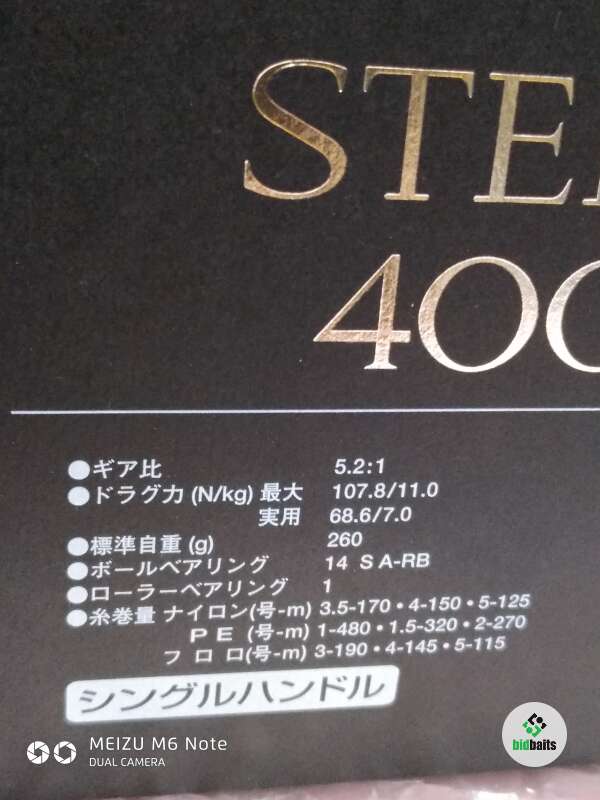 STE
400
●ギア比 5.2:1
●ドラグ力 (N/kg) 最大 107.8/11.0
実用 68.6/7.0
●標準自重 (g) 260
●ボールベアリング 14 S A-RB
●ローラーベアリング 1
●糸巻量 ナイロン(号-m) 3.5-170・4-150・5-125
PE (号-m) 1-480・1.5-320・2-270
フロロ(号-m) 3-190・4-145・5-115
シングルハンドル
MEIZU M6 Note
DUAL CAMERA
bidbaits